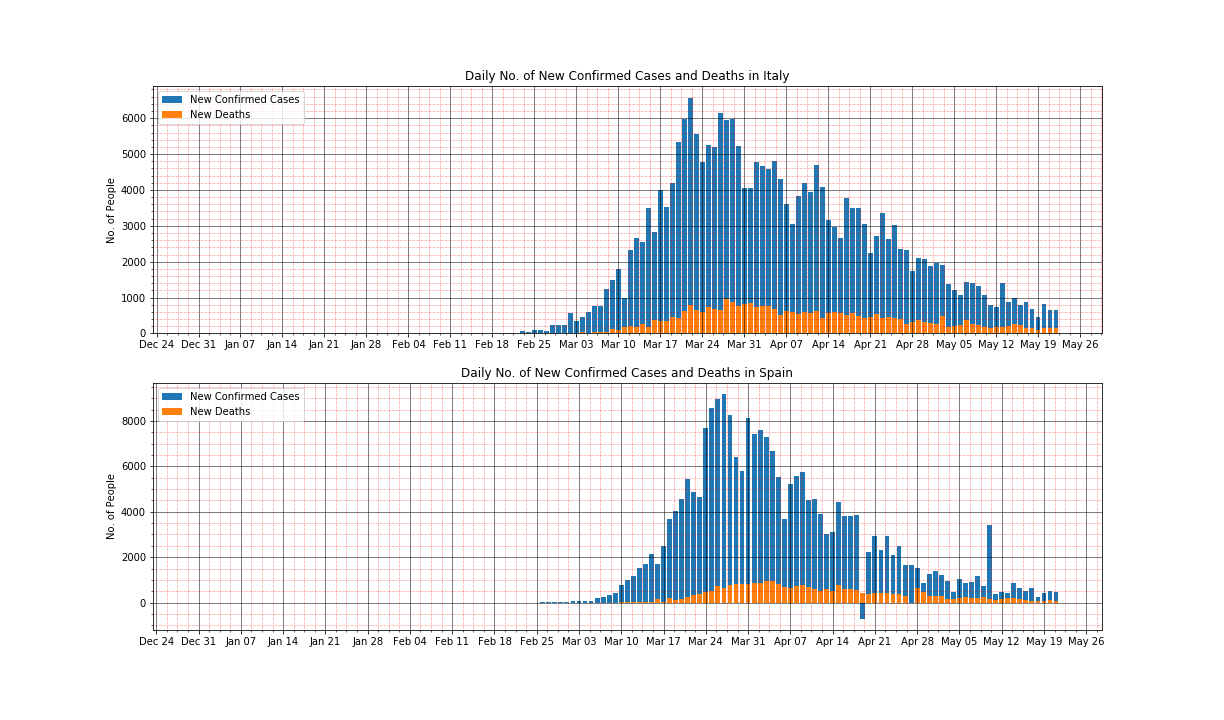 Daily No. of New Confirmed Cases and Deaths in Italy
New Confirmed Cases
New Deaths
No. of People
6000
5000
4000
3000
2000
1000
0
Dec 24 Dec 31 Jan 07 Jan 14 Jan 21 Jan 28 Feb 04 Feb 11 Feb 18 Feb 25 Mar 03 Mar 10 Mar 17 Mar 24 Mar 31 Apr 07 Apr 14 Apr 21 Apr 28 May 05 May 12 May 19 May 26
Daily No. of New Confirmed Cases and Deaths in Spain
New Confirmed Cases
New Deaths
No. of People
8000
6000
4000
2000
0
Dec 24 Dec 31 Jan 07 Jan 14 Jan 21 Jan 28 Feb 04 Feb 11 Feb 18 Feb 25 Mar 03 Mar 10 Mar 17 Mar 24 Mar 31 Apr 07 Apr 14 Apr 21 Apr 28 May 05 May 12 May 19 May 26